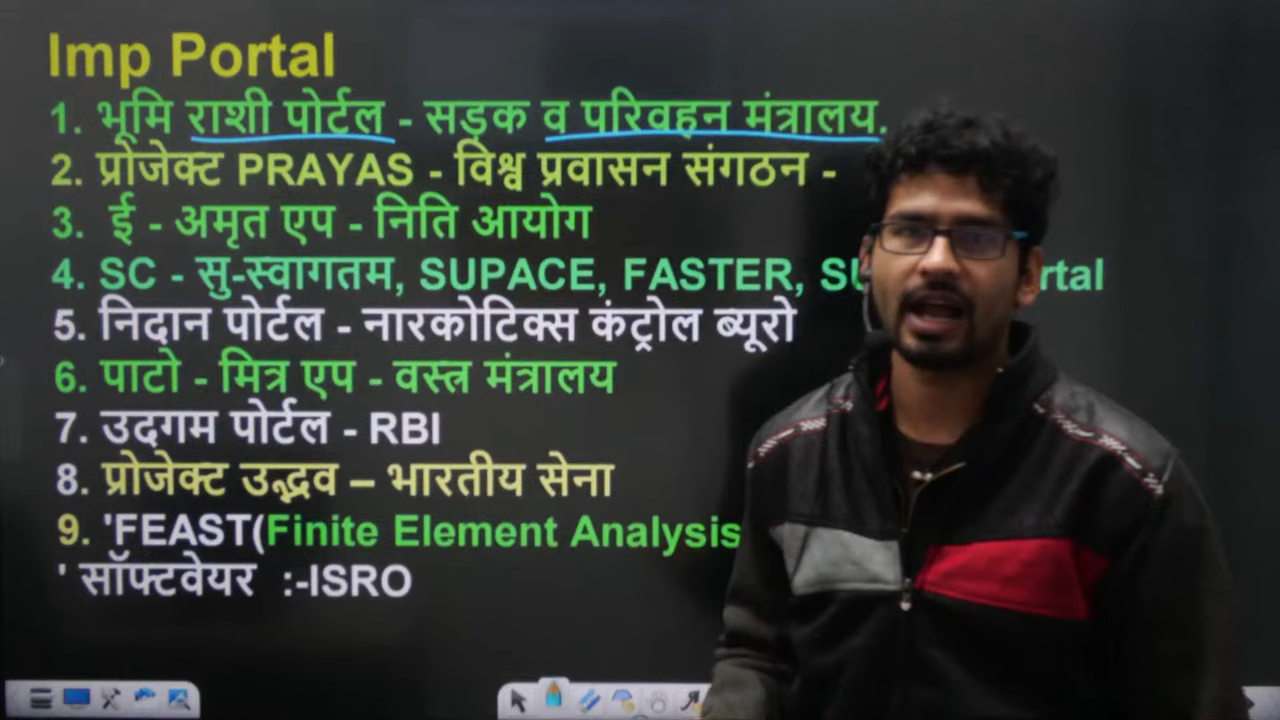 Imp Portal
1. भूमि राशी पोर्टल - सड़क व परिवहन मंत्रालय.
2. प्रोजेक्ट PRAYAS - विश्व प्रवासन संगठन -
3. ई - अमृत एप - निति आयोग
4. SC - सु-स्वागतम, SUPACE, FASTER,
5. निदान पोर्टल - नारकोटिक्स कंट्रोल ब्यूरो
6. पाटो - मित्र एप - वस्त्र मंत्रालय
7. उदगम पोर्टल - RBI
8. प्रोजेक्ट उद्भव – भारतीय सेना
9. 'FEAST(Finite Element Analysis
' सॉफ्टवेयर :-ISRO